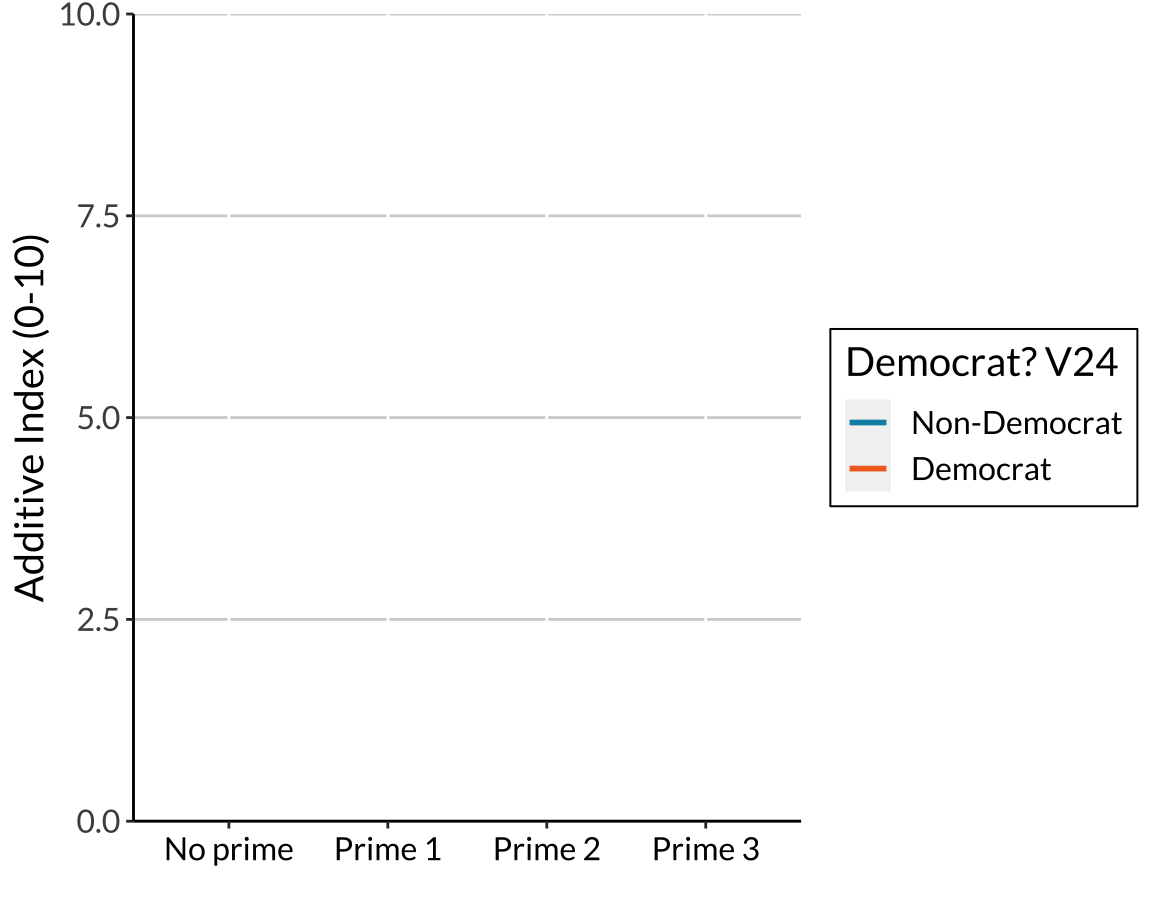 10.0
7.5
5.0
2.5
0.0
Additive Index (0-10)
No prime
Prime 1
Prime 2
Prime 3
Democrat? V24
Non-Democrat
Democrat